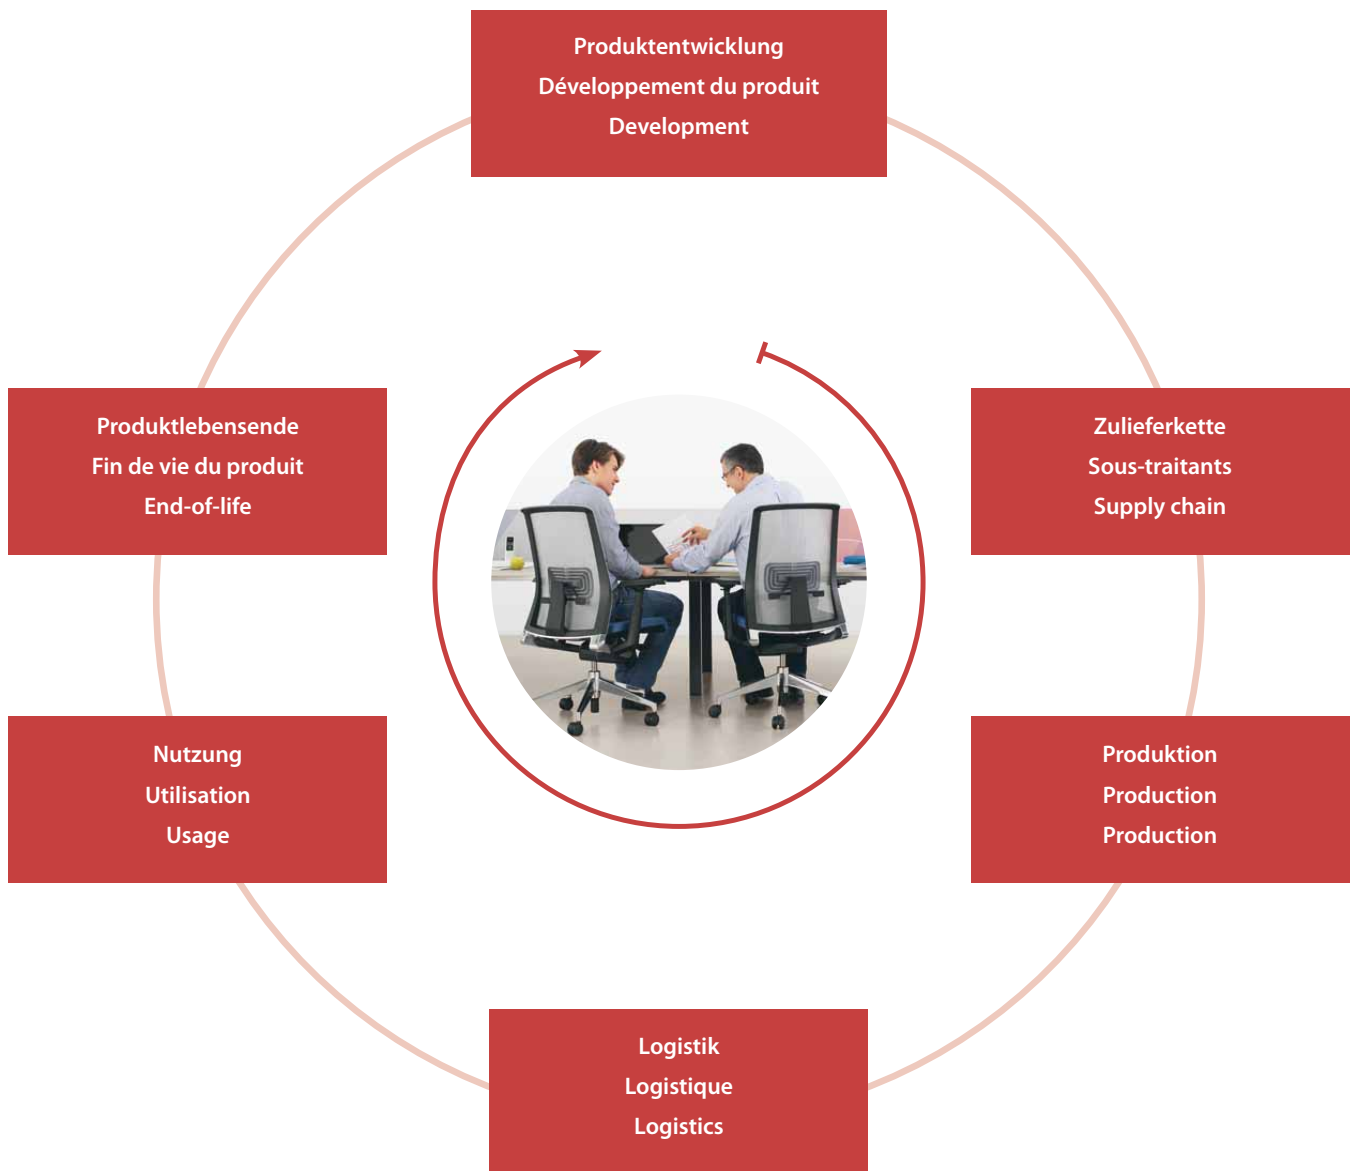 Produktentwicklung
Développement du produit
Development
Zulieferkette
Sous-traitants
Supply chain
Produktion
Production
Production
Logistik
Logistique
Logistics
Nutzung
Utilisation
Usage
Produktlebensende
Fin de vie du produit
End-of-life